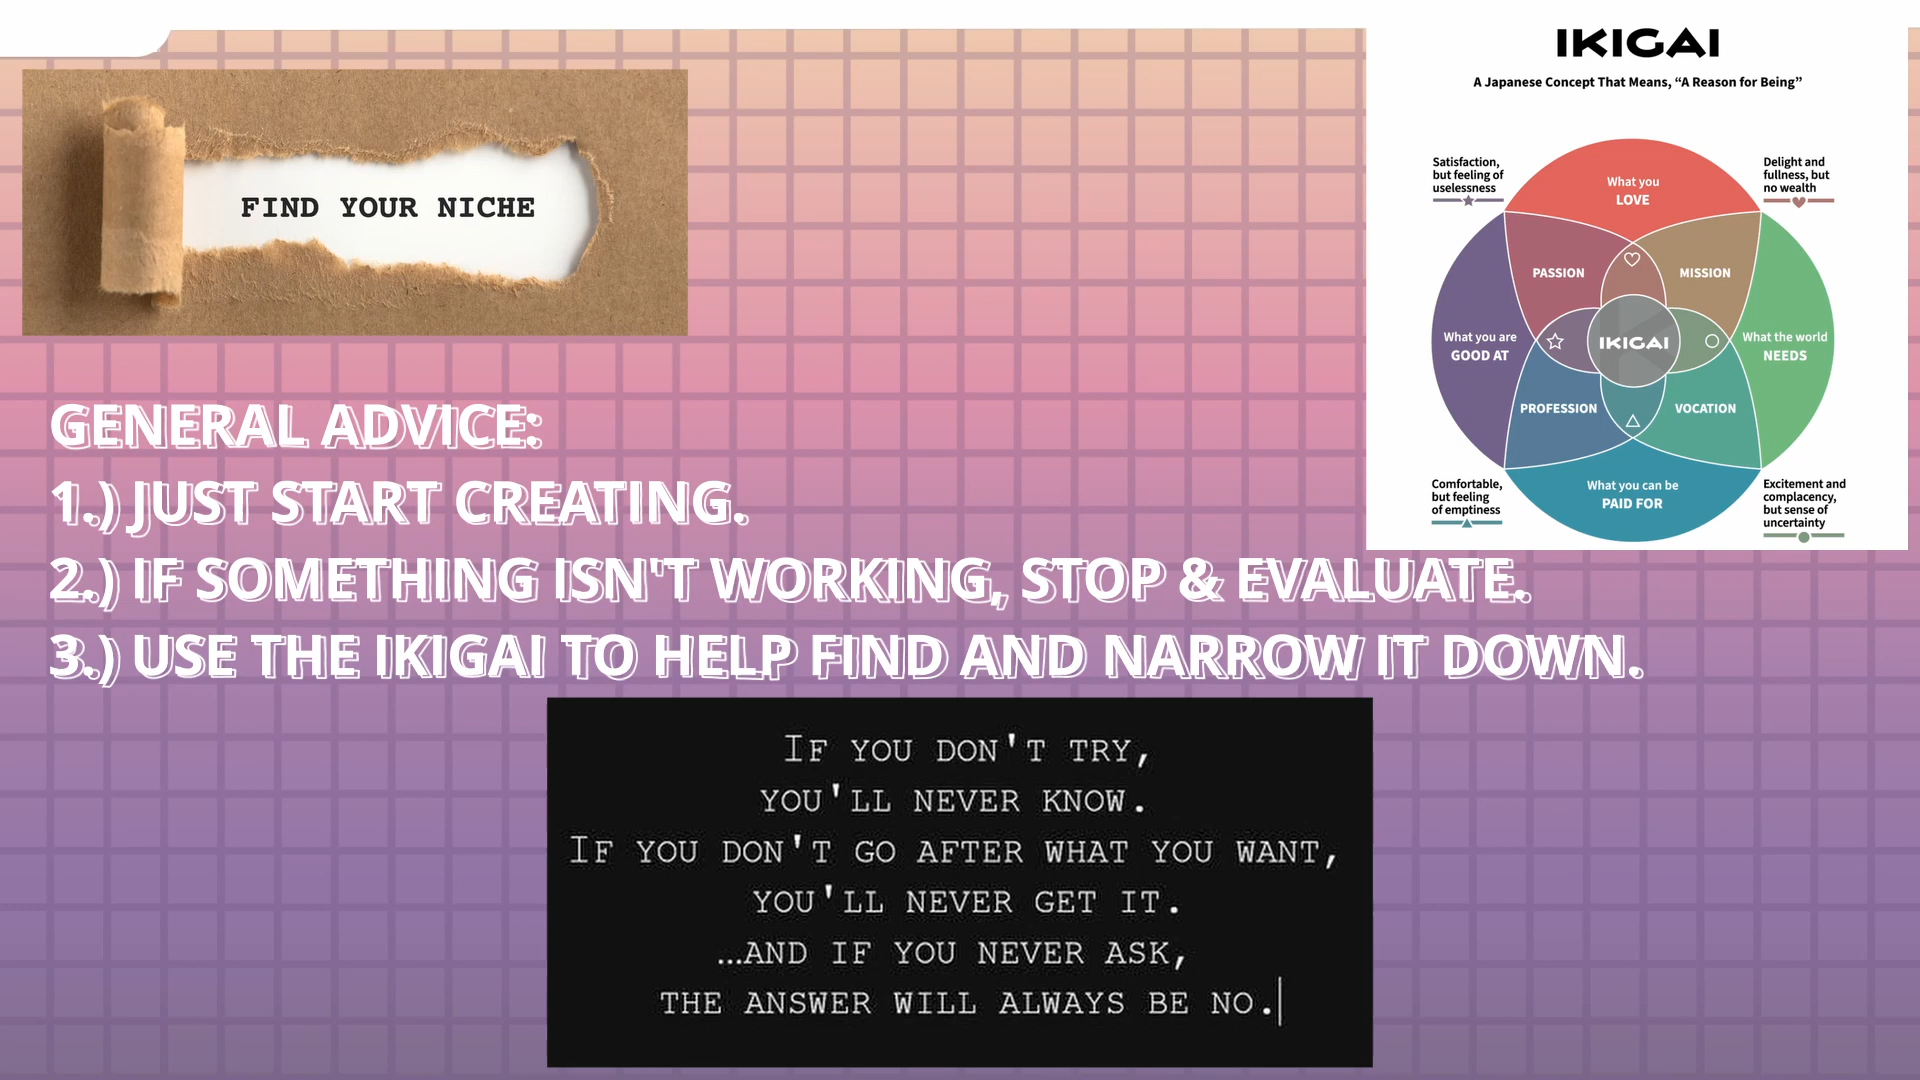 FIND YOUR NICHE
IKIGAI
A Japanese Concept That Means, “A Reason for Being”
Satisfaction,
but feeling of
uselessness
Delight and
fullness, but
no wealth
What you
LOVE
PASSION
MISSION
What you are
GOOD AT
IKIGAI
What the world
NEEDS
PROFESSION
VOCATION
What you can be
PAID FOR
Comfortable,
but feeling
of emptiness
Excitement and
complacency,
but sense of
uncertainty
GENERAL ADVICE:
1.) JUST START CREATING.
2.) IF SOMETHING ISN'T WORKING, STOP & EVALUATE.
3.) USE THE IKIGAI TO HELP FIND AND NARROW IT DOWN.
If you don't try,
you'll never know.
If you don't go after what you want,
you'll never get it.
...and if you never ask,
the answer will always be no.